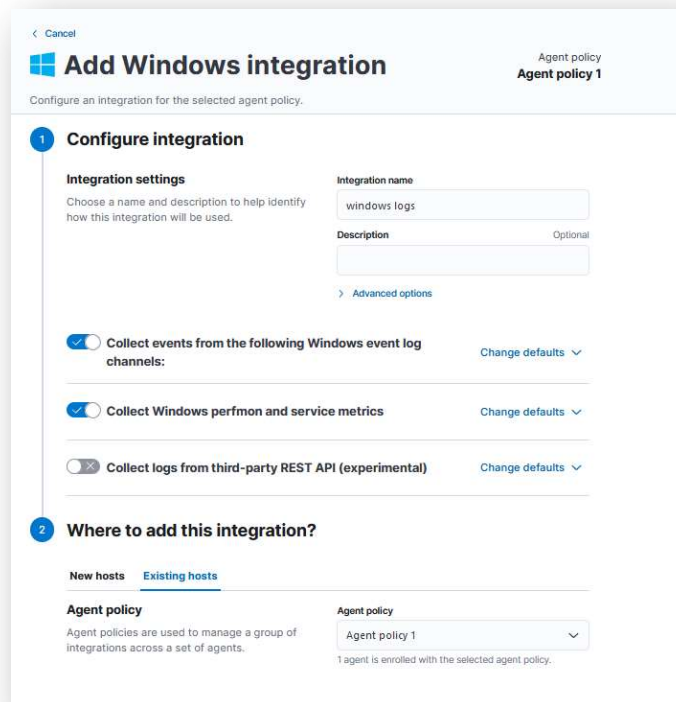 Cancel
Add Windows integration
Agent policy
Agent policy 1
Configure an integration for the selected agent policy.
1
Configure integration
Integration settings
Choose a name and description to help identify
how this integration will be used.
Integration name
windows logs
Description
Optional
Advanced options
Collect events from the following Windows event log
channels:
Change defaults
Collect Windows perfmon and service metrics
Change defaults
Collect logs from third-party REST API (experimental)
Change defaults
2
Where to add this integration?
New hosts
Existing hosts
Agent policy
Agent policies are used to manage a group of
integrations across a set of agents.
Agent policy
Agent policy 1
1 agent is enrolled with the selected agent policy.